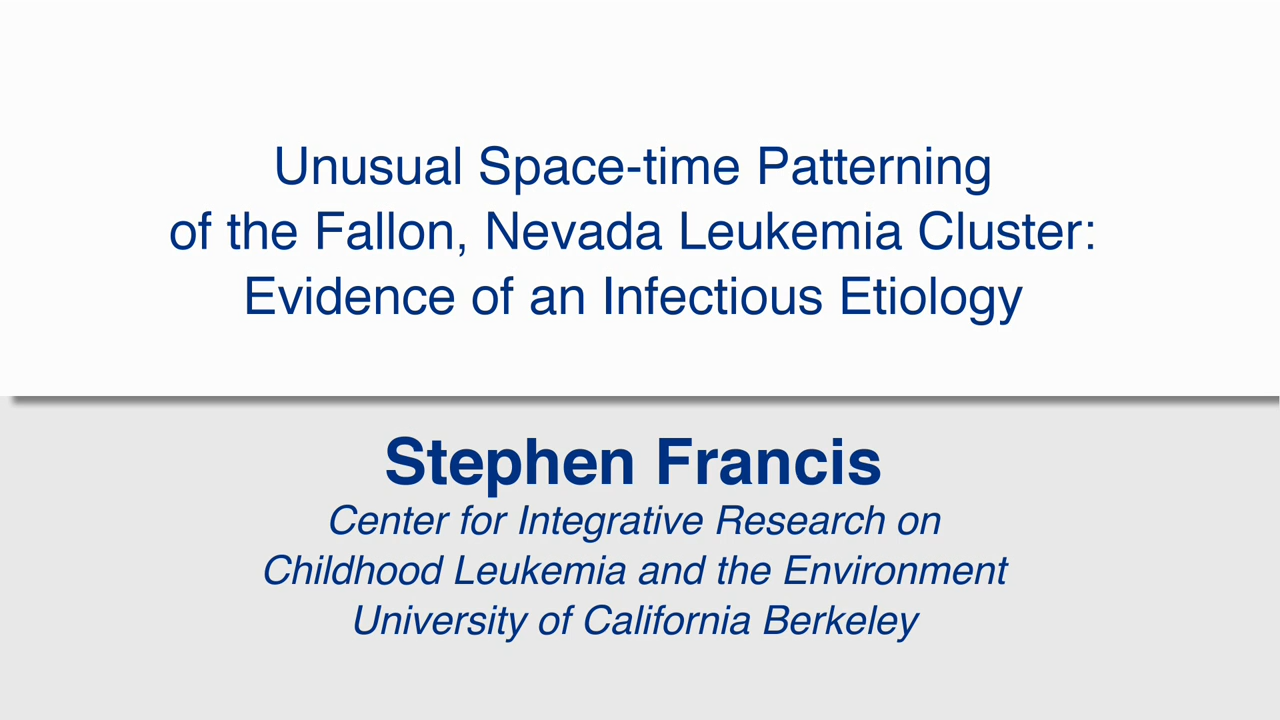 Unusual Space-time Patterning
of the Fallon, Nevada Leukemia Cluster:
Evidence of an Infectious Etiology
Stephen Francis
Center for Integrative Research on
Childhood Leukemia and the Environment
University of California Berkeley